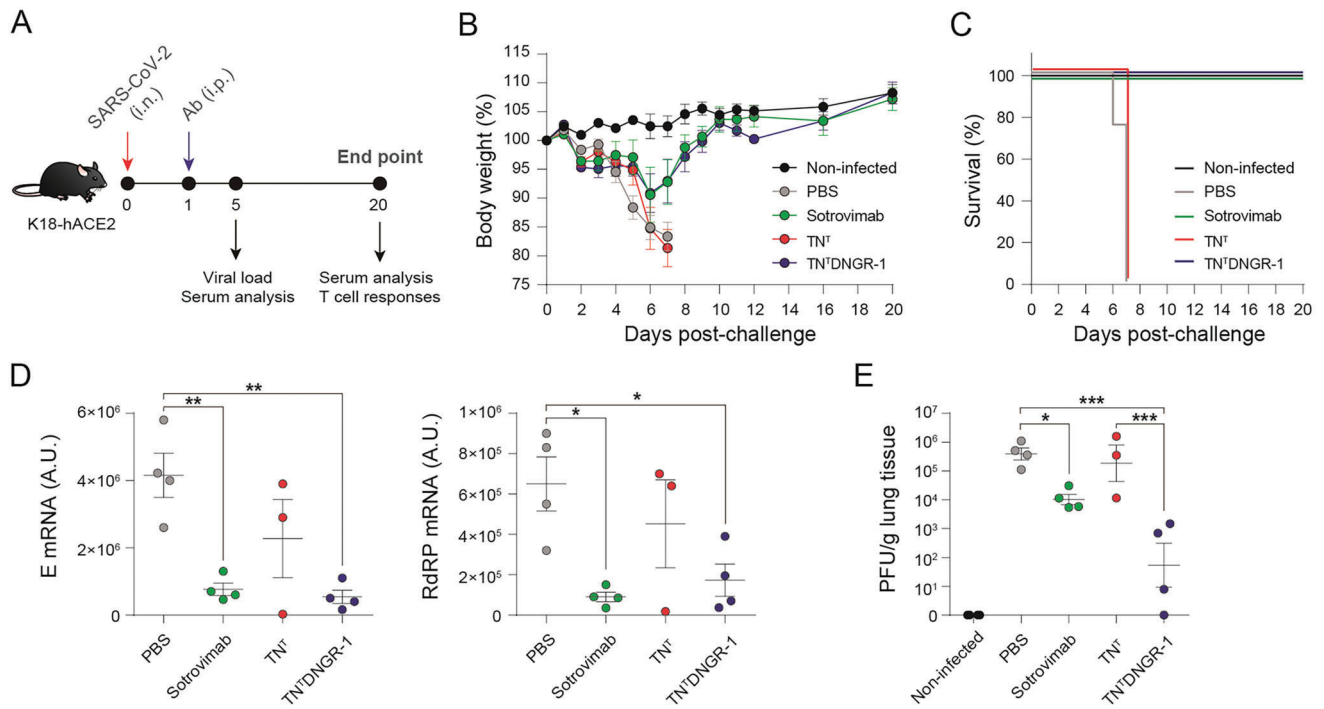 A
SARS-CoV-2
(i.n.)
Ab (i.p.)
End point
K18-hACE2
0
1
5
20
Viral load
Serum analysis
Serum analysis
T cell responses
B
Body weight (%)
115
110
105
100
95
90
85
80
75
0 2 4 6 8 10 12 14 16 18 20
Days post-challenge
Non-infected
PBS
Sotrovimab
TNᵀ
TNᵀDNGR-1
C
Survival (%)
100
80
60
40
20
0
0 2 4 6 8 10 12 14 16 18 20
Days post-challenge
Non-infected
PBS
Sotrovimab
TNᵀ
TNᵀDNGR-1
D
E mRNA (A.U.)
6×10⁶
4×10⁶
2×10⁶
0
**
**
PBS
Sotrovimab
TNᵀ
TNᵀDNGR-1
RdRP mRNA (A.U.)
1×10⁶
8×10⁵
6×10⁵
4×10⁵
2×10⁵
0
*
*
PBS
Sotrovimab
TNᵀ
TNᵀDNGR-1
E
PFU/g lung tissue
10⁷
10⁶
10⁵
10⁴
10³
10²
10¹
0
***
*
***
Non-infected
PBS
Sotrovimab
TNᵀ
TNᵀDNGR-1